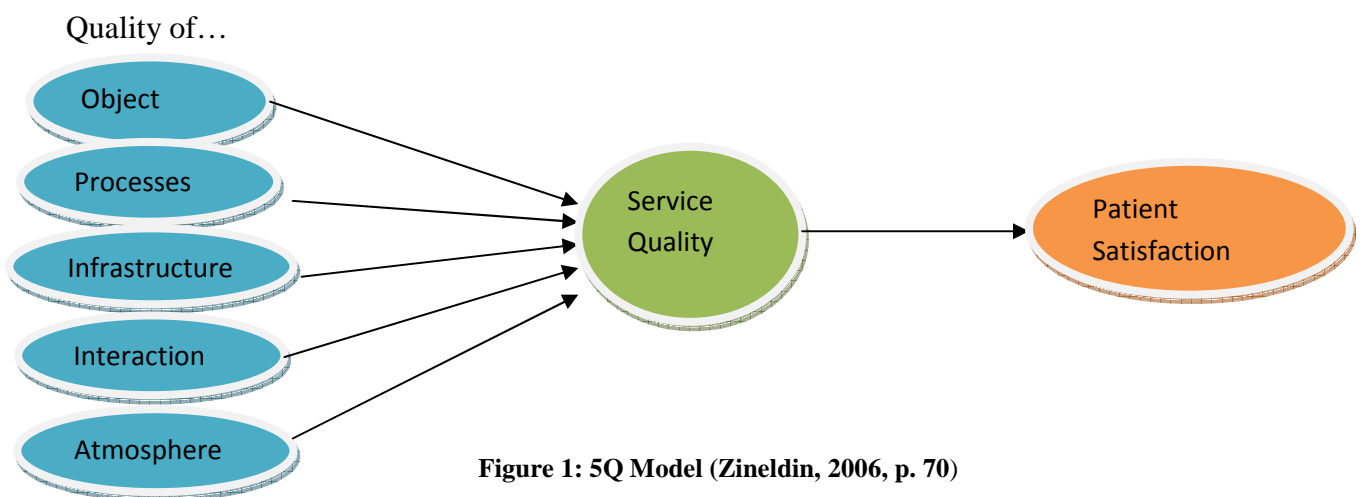 Quality of…
Object
Processes
Infrastructure
Interaction
Atmosphere
Service
Quality
Patient
Satisfaction
Figure 1: 5Q Model (Zineldin, 2006, p. 70)